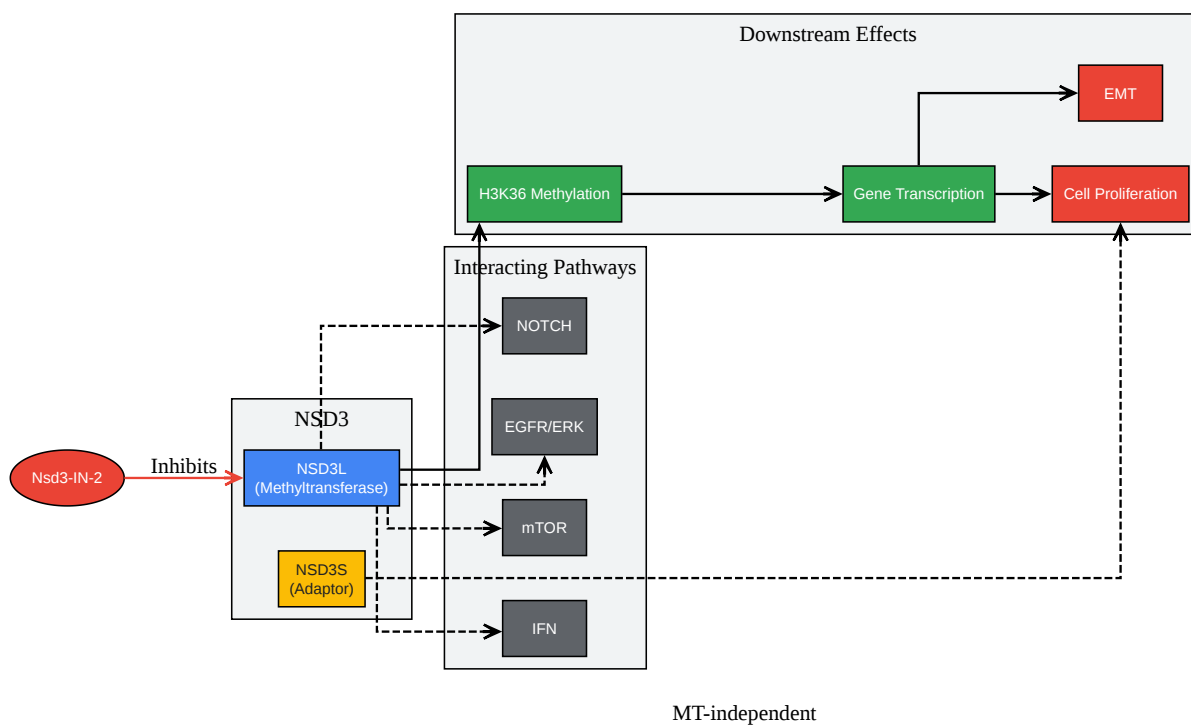 Downstream Effects
EMT
H3K36 Methylation
Gene Transcription
Cell Proliferation
Interacting Pathways
NOTCH
NSD3
EGFR/ERK
Nsd3-IN-2
Inhibits
NSD3L
(Methyltransferase)
mTOR
NSD3S
(Adaptor)
IFN
MT-independent